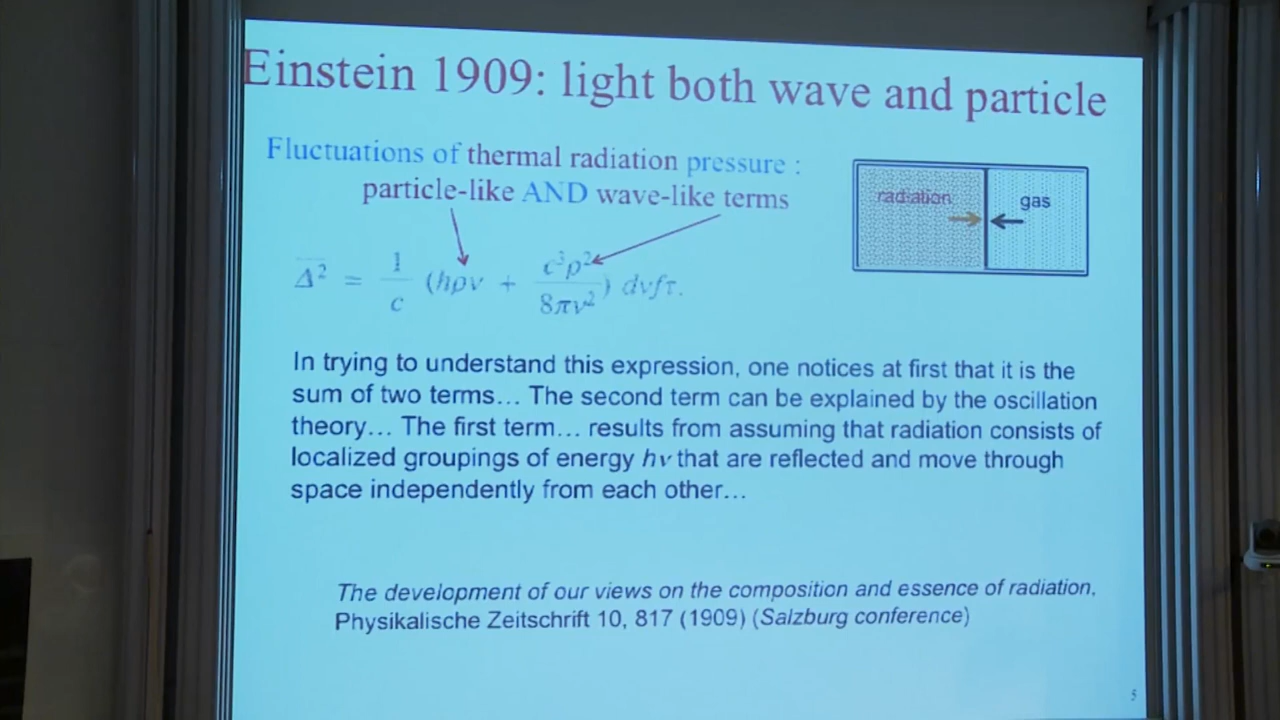 Einstein 1909: light both wave and particle
Fluctuations of thermal radiation pressure :
particle-like AND wave-like terms
radiation
gas
Δ̅² = 1/c (hρν + c³ρ²/8πν²) dνfτ.
In trying to understand this expression, one notices at first that it is the
sum of two terms… The second term can be explained by the oscillation
theory… The first term… results from assuming that radiation consists of
localized groupings of energy hν that are reflected and move through
space independently from each other…
The development of our views on the composition and essence of radiation,
Physikalische Zeitschrift 10, 817 (1909) (Salzburg conference)
5